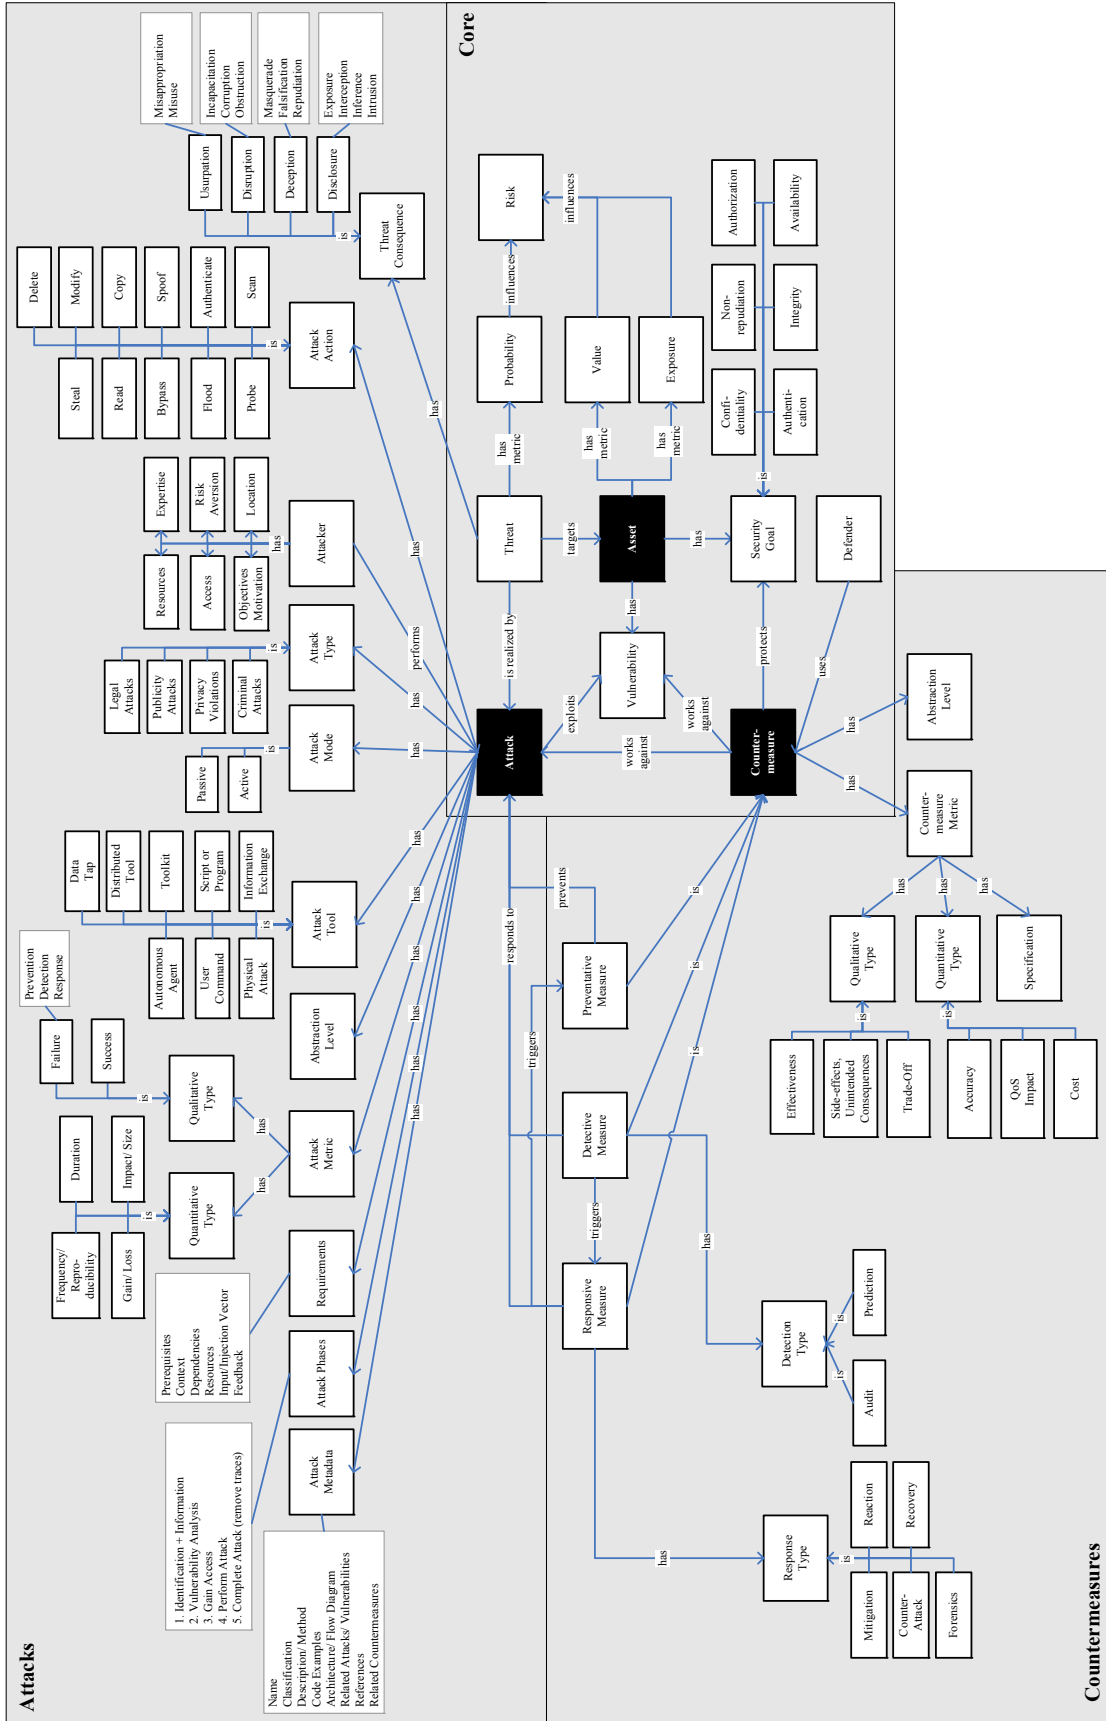 Attacks
Name
Classification
Description/ Method
Code Examples
Architecture/ Flow Diagram
Related Attacks/ Vulnerabilities
References
Related Countermeasures
1. Identification + Information
2. Vulnerability Analysis
3. Gain Access
4. Perform Attack
5. Complete Attack (remove traces)
Prerequisites
Context
Dependencies
Resources
Input/Injection Vector
Feedback
Attack
Metadata
Attack Phases
Requirements
Frequency/
Repro-
ducibility
Duration
Gain/ Loss
Impact/ Size
is
Quantitative
Type
has
Prevention
Detection
Response
Failure
Success
is
Qualitative
Type
has
Attack
Metric
Abstraction
Level
Data
Tap
Distributed
Tool
Toolkit
Script or
Program
Information
Exchange
Autonomous
Agent
User
Command
Physical
Attack
is
Attack
Tool
Passive
Active
is
Attack
Mode
Legal
Attacks
Publicity
Attacks
Privacy
Violations
Criminal
Attacks
is
Attack
Type
Resources
Expertise
Access
Risk
Aversion
Objectives
Motivation
Location
has
Attacker
Delete
Steal
Modify
Read
Copy
Bypass
Spoof
Flood
Authenticate
Probe
Scan
is
Attack
Action
Misappropriation
Misuse
Incapacitation
Corruption
Obstruction
Masquerade
Falsification
Repudiation
Exposure
Interception
Inference
Intrusion
Usurpation
Disruption
Deception
Disclosure
is
Threat
Consequence
has
has
has
has
has
has
has
has
performs
has
has
Core
Attack
is realized by
Threat
has
metric
Probability
influences
Risk
exploits
targets
Vulnerability
has
Asset
has
metric
Value
has
metric
Exposure
influences
works
against
works
against
has
Counter-
measure
protects
Security
Goal
is
Confi-
dentiality
Non-
repudiation
Authorization
Authenti-
cation
Integrity
Availability
uses
Defender
Countermeasures
responds to
prevents
triggers
Preventative
Measure
is
Detective
Measure
is
triggers
Responsive
Measure
is
has
has
Response
Type
is
Mitigation
Reaction
Counter-
Attack
Recovery
Forensics
Detection
Type
is
is
Audit
Prediction
has
has
Abstraction
Level
Counter-
measure
Metric
has
has
has
Qualitative
Type
Quantitative
Type
Specification
is
is
Effectiveness
Side-effects,
Unintended
Consequences
Trade-Off
Accuracy
QoS
Impact
Cost